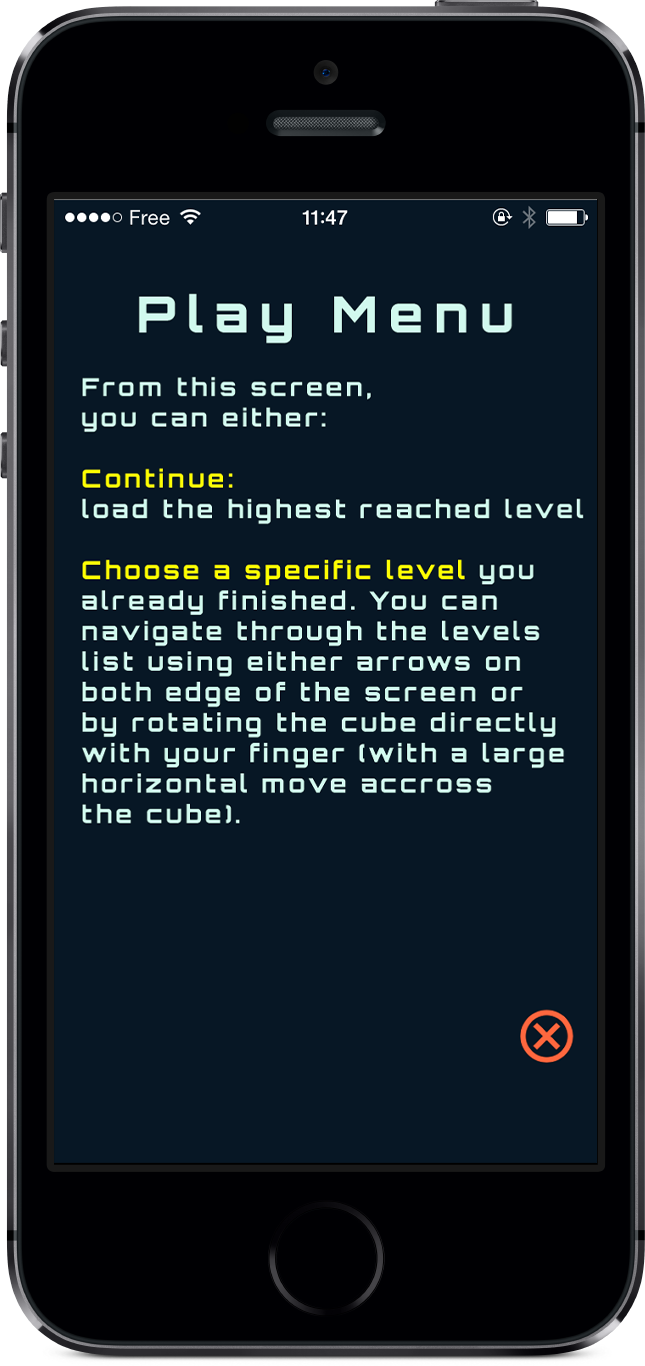 Free 11:47
Play Menu
From this screen,
you can either:
Continue:
load the highest reached level
Choose a specific level you
already finished. You can
navigate through the levels
list using either arrows on
both edge of the screen or
by rotating the cube directly
with your finger (with a large
horizontal move accross
the cube).